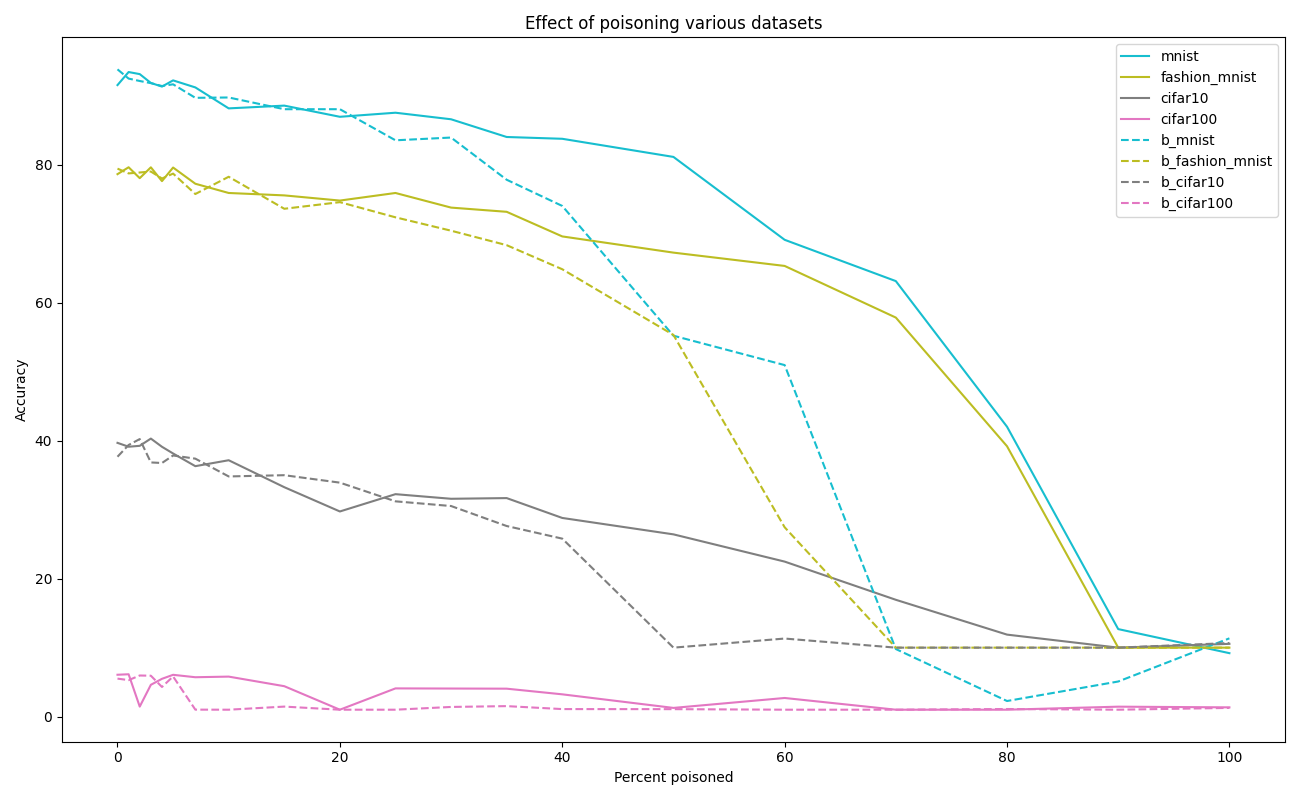 Effect of poisoning various datasets
mnist
fashion_mnist
cifar10
cifar100
b_mnist
b_fashion_mnist
b_cifar10
b_cifar100
Accuracy
80
60
40
20
0
0 20 40 60 80 100
Percent poisoned